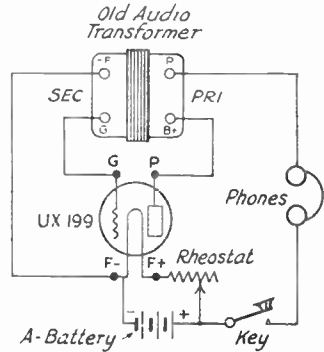 Old Audio
Transformer
-F
P
SEC
PRI
G
B+
G
P
Phones
UX 199
Rheostat
F-
F+
-
+
A-Battery
Key